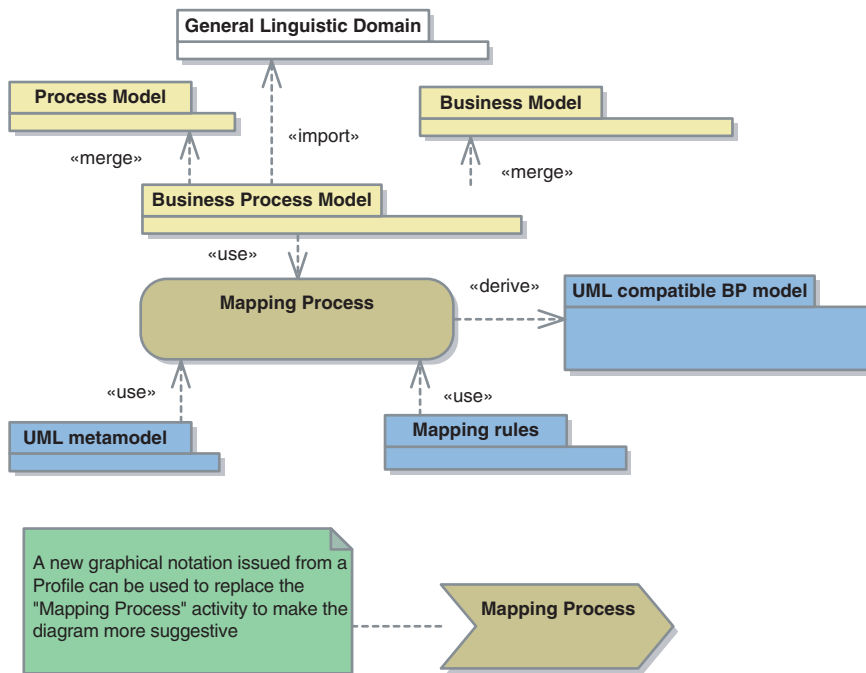 General Linguistic Domain
Process Model
Business Model
«merge»
«import»
«merge»
Business Process Model
«use»
Mapping Process
«derive»
UML compatible BP model
«use»
«use»
UML metamodel
Mapping rules
A new graphical notation issued from a
Profile can be used to replace the
"Mapping Process" activity to make the
diagram more suggestive
Mapping Process